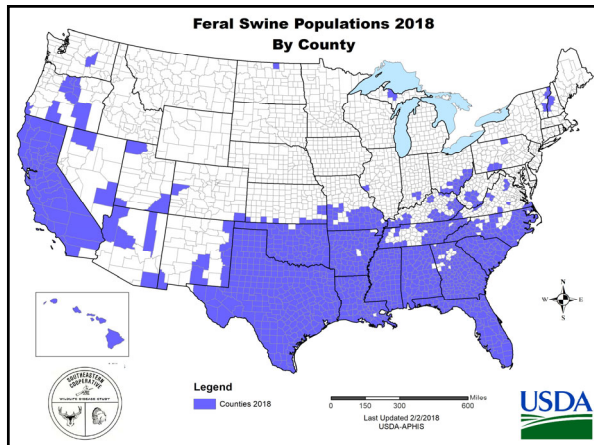 Feral Swine Populations 2018
By County
N
W
E
S
SOUTHEASTERN
COOPERATIVE
WILDLIFE DISEASE STUDY
Legend
Counties 2018
Miles
0
150
300
600
Last Updated 2/2/2018
USDA-APHIS
USDA